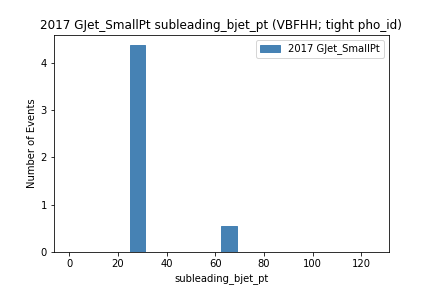 2017 GJet_SmallPt subleading_bjet_pt (VBFHH; tight pho_id)
2017 GJet_SmallPt
Number of Events
4
3
2
1
0
0 20 40 60 80 100 120
subleading_bjet_pt